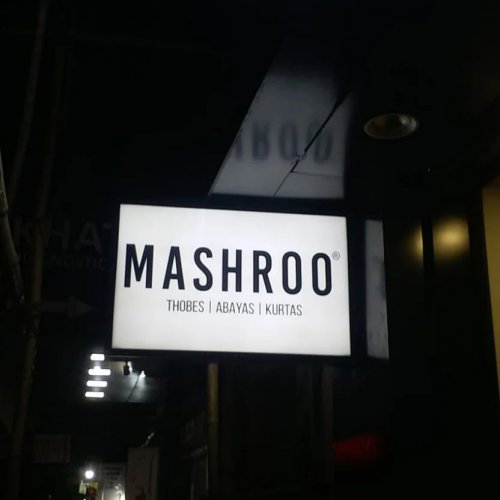 MASHROO®
THOBES | ABAYAS | KURTAS